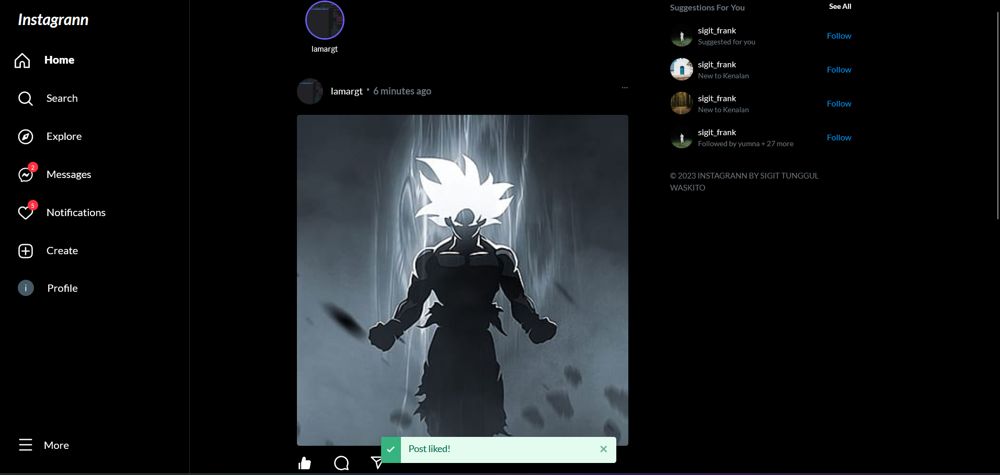 Instagrann
Home
Search
Explore
2
Messages
5
Notifications
Create
i
Profile
More
lamargt
lamargt • 6 minutes ago
...
Post liked!
Suggestions For You
See All
sigit_frank
Suggested for you
Follow
sigit_frank
New to Kenalan
Follow
sigit_frank
New to Kenalan
Follow
sigit_frank
Followed by yumna + 27 more
Follow
© 2023 INSTAGRANN BY SIGIT TUNGGUL
WASKITO